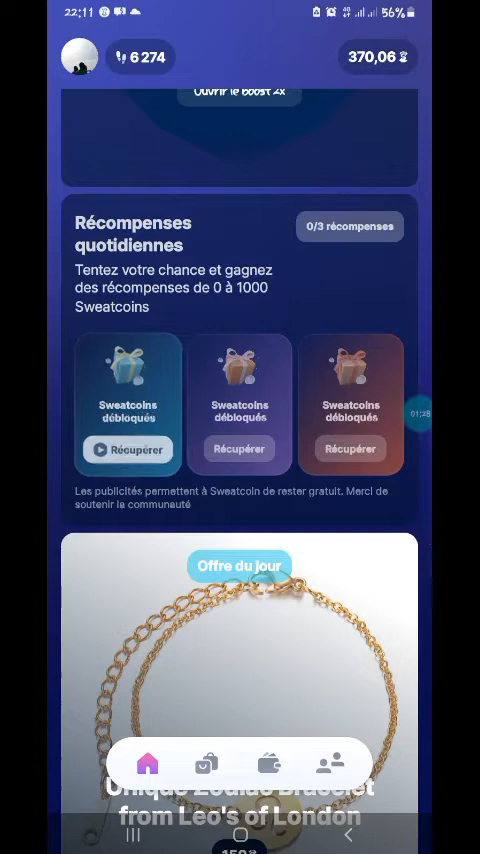 22:11
56%
6 274
370,06
Ouvrir le boost 2x
Récompenses
quotidiennes
0/3 récompenses
Tentez votre chance et gagnez
des récompenses de 0 à 1000
Sweatcoins
Sweatcoins
débloqués
Récupérer
Sweatcoins
débloqués
Récupérer
Sweatcoins
débloqués
Récupérer
01:28
Les publicités permettent à Sweatcoin de rester gratuit. Merci de
soutenir la communauté
Offre du jour
Unique Zodiac Bracelet
from Leo's of London